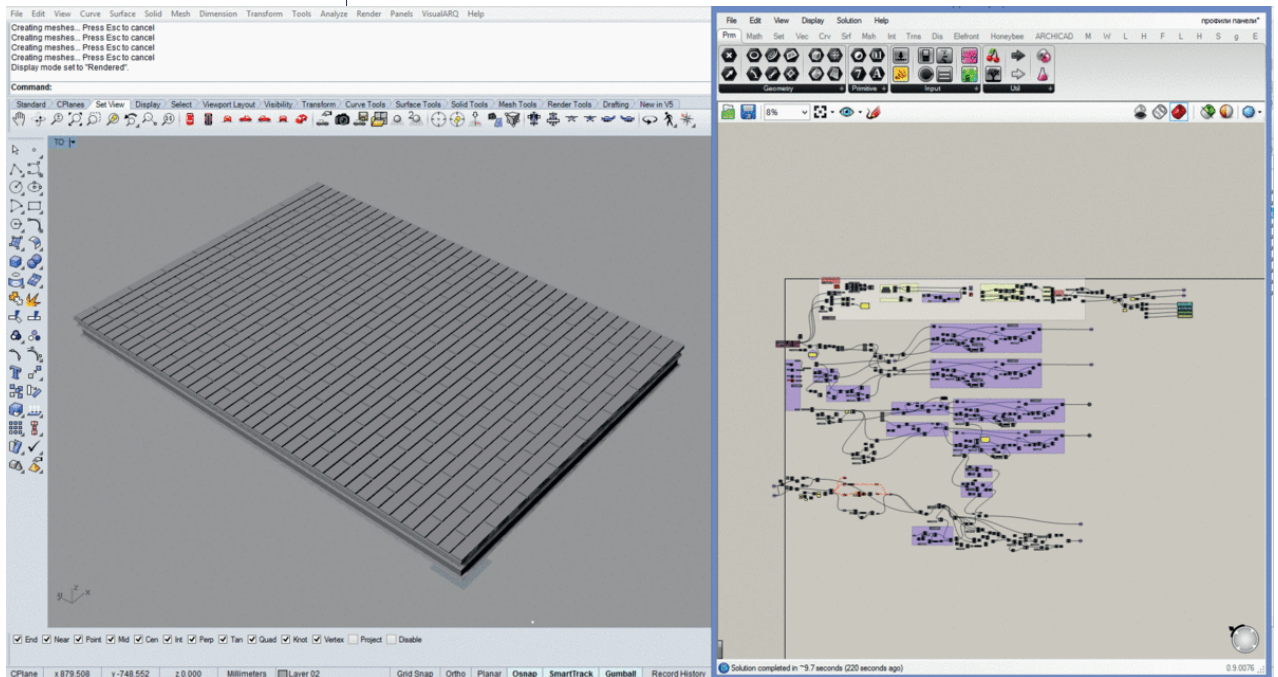 File Edit View Curve Surface Solid Mesh Dimension Transform Tools Analyze Render Panels VisualARQ Help
Creating meshes... Press Esc to cancel
Creating meshes... Press Esc to cancel
Creating meshes... Press Esc to cancel
Creating meshes... Press Esc to cancel
Display mode set to "Rendered".
Command:
Standard CPlanes Set View Display Select Viewport Layout Visibility Transform Curve Tools Surface Tools Solid Tools Mesh Tools Render Tools Drafting New in V5
TO
z
y x
End Near Point Mid Cen Int Perp Tan Quad Knot Vertex Project Disable
CPlane x 879.508 y -748.552 z 0.000 Millimeters Layer 02 Grid Snap Ortho Planar Osnap SmartTrack Gumball Record History
File Edit View Display Solution Help профили панели*
Prm Math Set Vec Crv Srf Msh Int Trns Dis Elefront Honeybee ARCHICAD M W L H F L H S g E
Geometry Primitive Input Util
8%
Solution completed in ~9.7 seconds (220 seconds ago) 0.9.0076